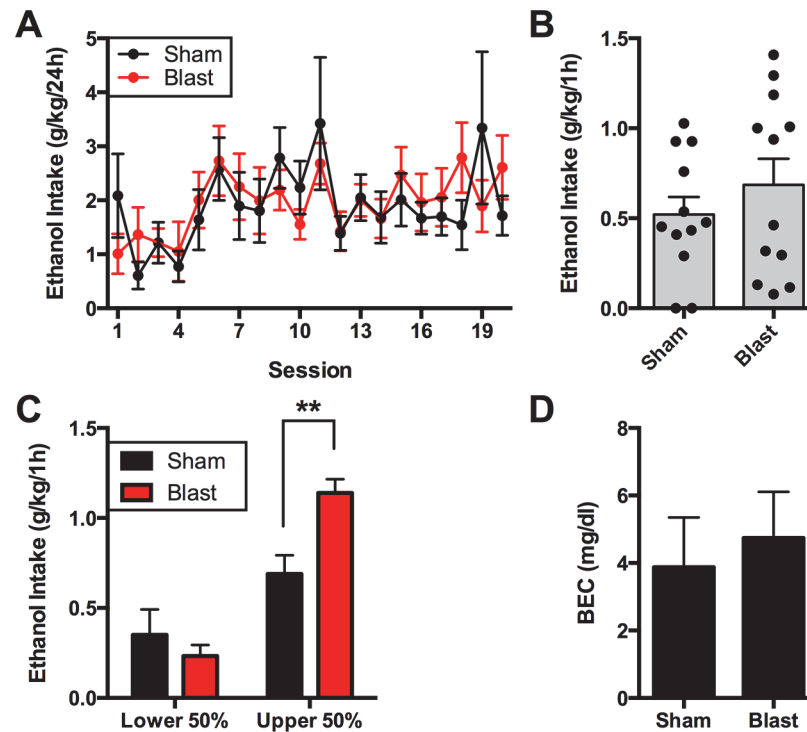 A
Ethanol Intake (g/kg/24h)
5
4
3
2
1
0
Sham
Blast
1 4 7 10 13 16 19
Session
B
Ethanol Intake (g/kg/1h)
1.5
1.0
0.5
0.0
Sham Blast
C
Ethanol Intake (g/kg/1h)
1.5
1.0
0.5
0.0
Sham
Blast
**
Lower 50% Upper 50%
D
BEC (mg/dl)
8
6
4
2
0
Sham Blast